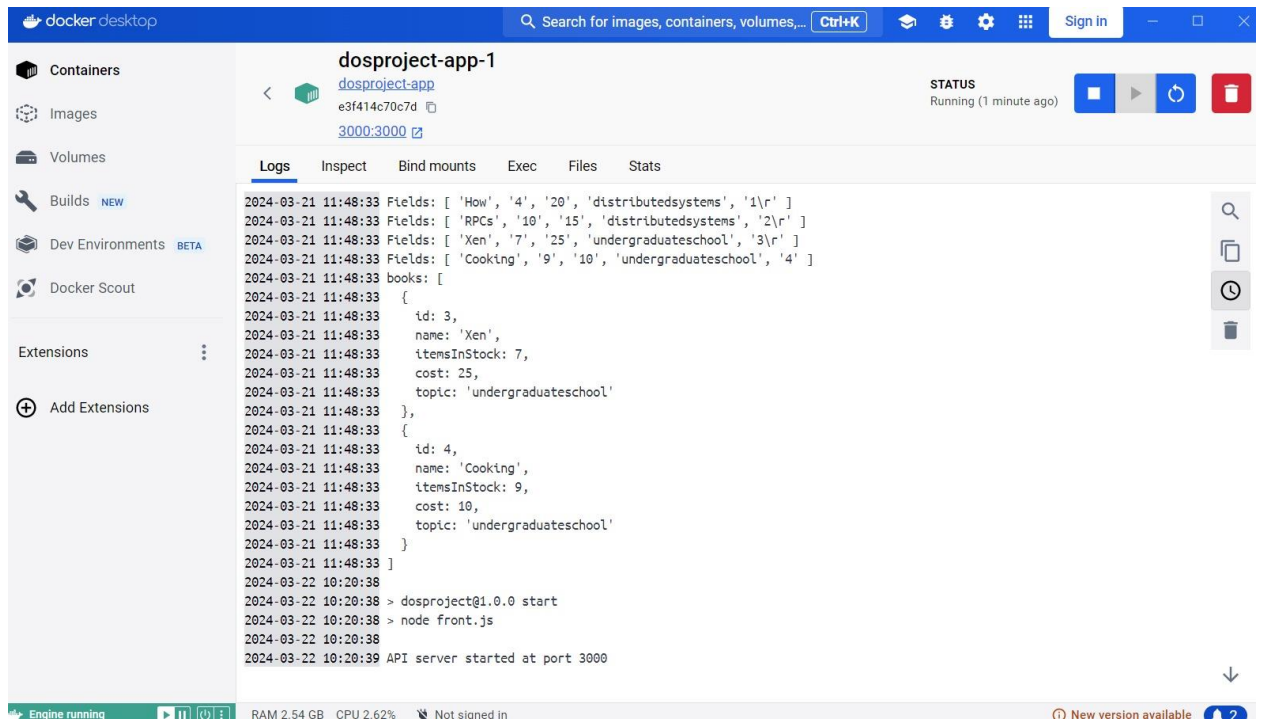 docker desktop
Search for images, containers, volumes,... Ctrl+K
Sign in
Containers
Images
Volumes
Builds NEW
Dev Environments BETA
Docker Scout
Extensions
Add Extensions
dosproject-app-1
dosproject-app
e3f414c70c7d
3000:3000
STATUS
Running (1 minute ago)
Logs Inspect Bind mounts Exec Files Stats
2024-03-21 11:48:33 Fields: [ 'How', '4', '20', 'distributedsystems', '1\r' ]
2024-03-21 11:48:33 Fields: [ 'RPCs', '10', '15', 'distributedsystems', '2\r' ]
2024-03-21 11:48:33 Fields: [ 'Xen', '7', '25', 'undergraduateschool', '3\r' ]
2024-03-21 11:48:33 Fields: [ 'Cooking', '9', '10', 'undergraduateschool', '4' ]
2024-03-21 11:48:33 books: [
2024-03-21 11:48:33   {
2024-03-21 11:48:33     id: 3,
2024-03-21 11:48:33     name: 'Xen',
2024-03-21 11:48:33     itemsInStock: 7,
2024-03-21 11:48:33     cost: 25,
2024-03-21 11:48:33     topic: 'undergraduateschool'
2024-03-21 11:48:33   },
2024-03-21 11:48:33   {
2024-03-21 11:48:33     id: 4,
2024-03-21 11:48:33     name: 'Cooking',
2024-03-21 11:48:33     itemsInStock: 9,
2024-03-21 11:48:33     cost: 10,
2024-03-21 11:48:33     topic: 'undergraduateschool'
2024-03-21 11:48:33   }
2024-03-21 11:48:33 ]
2024-03-22 10:20:38
2024-03-22 10:20:38 > dosproject@1.0.0 start
2024-03-22 10:20:38 > node front.js
2024-03-22 10:20:38
2024-03-22 10:20:39 API server started at port 3000
Engine running
RAM 2.54 GB CPU 2.62% Not signed in
New version available 2